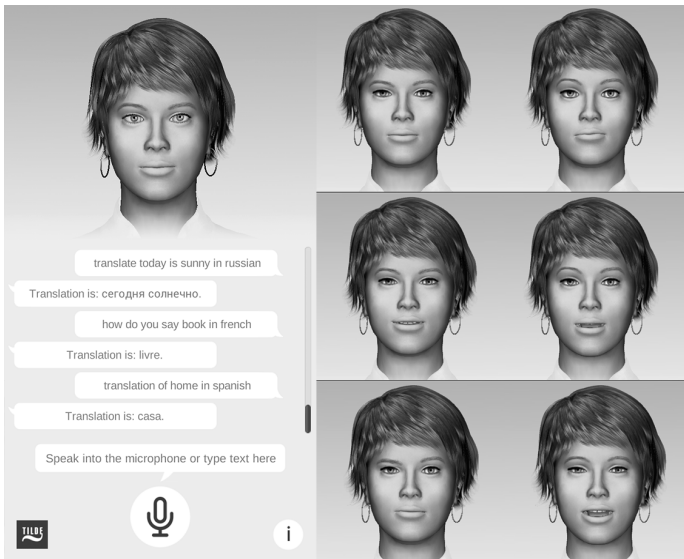 translate today is sunny in russian
Translation is: сегодня солнечно.
how do you say book in french
Translation is: livre.
translation of home in spanish
Translation is: casa.
Speak into the microphone or type text here
TILDE
i